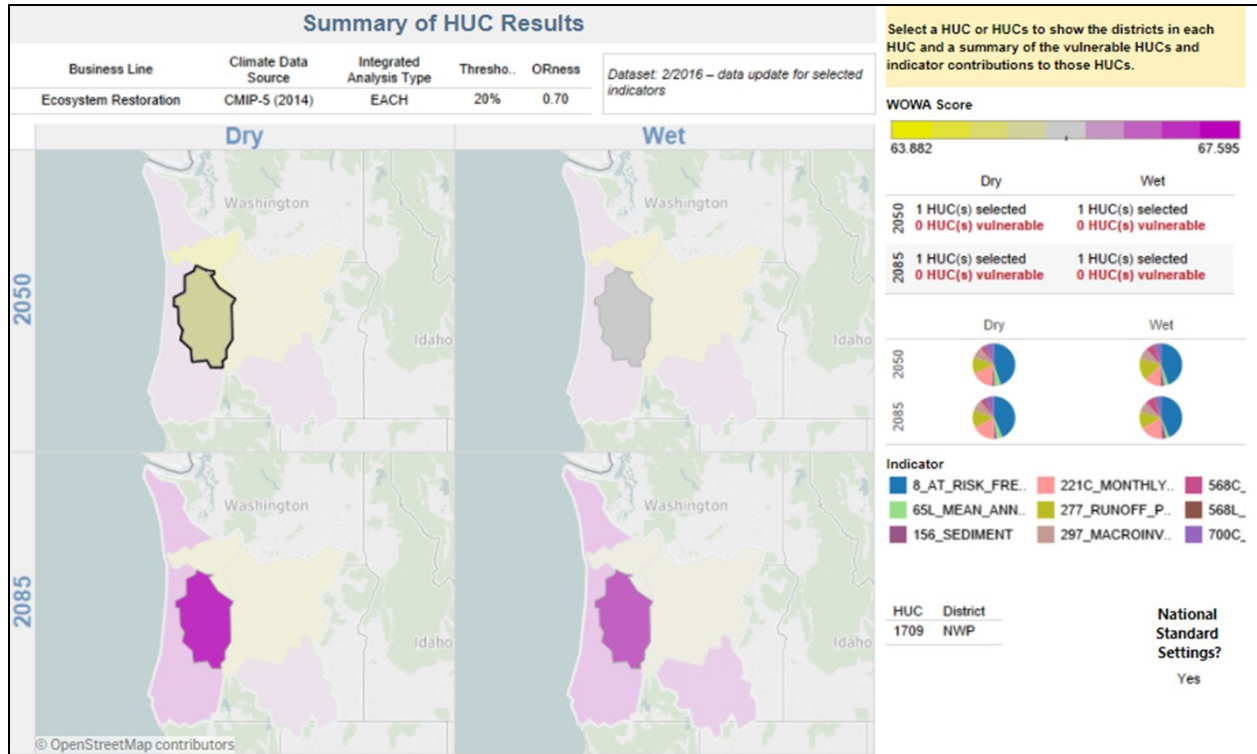 Summary of HUC Results
Business Line
Climate Data
Source
Integrated
Analysis Type
Thresho..
ORness
Ecosystem Restoration
CMIP-5 (2014)
EACH
20%
0.70
Dataset: 2/2016 – data update for selected
indicators
Dry
Wet
2050
Washington
Idaho
Washington
Idaho
2085
Washington
Idaho
Washington
Idaho
© OpenStreetMap contributors
Select a HUC or HUCs to show the districts in each
HUC and a summary of the vulnerable HUCs and
indicator contributions to those HUCs.
WOWA Score
63.882
67.595
Dry
Wet
2050
1 HUC(s) selected
0 HUC(s) vulnerable
1 HUC(s) selected
0 HUC(s) vulnerable
2085
1 HUC(s) selected
0 HUC(s) vulnerable
1 HUC(s) selected
0 HUC(s) vulnerable
Dry
Wet
2050
2085
Indicator
8_AT_RISK_FRE..
221C_MONTHLY..
568C_
65L_MEAN_ANN..
277_RUNOFF_P..
568L_
156_SEDIMENT
297_MACROINV..
700C_
HUC
District
1709
NWP
National
Standard
Settings?
Yes